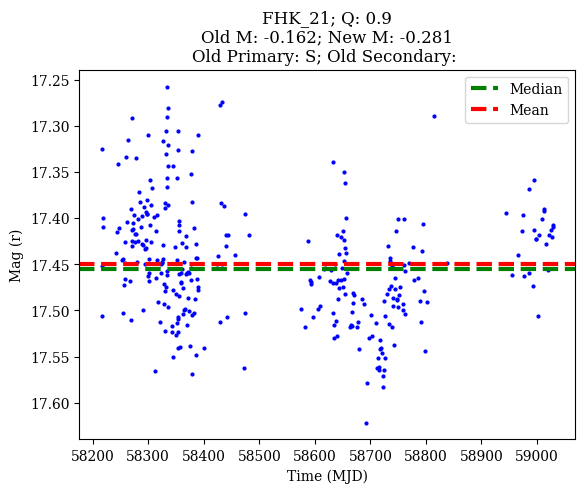 FHK_21; Q: 0.9
Old M: -0.162; New M: -0.281
Old Primary: S; Old Secondary:
Median
Mean
Mag (r)
17.25
17.30
17.35
17.40
17.45
17.50
17.55
17.60
58200 58300 58400 58500 58600 58700 58800 58900 59000
Time (MJD)